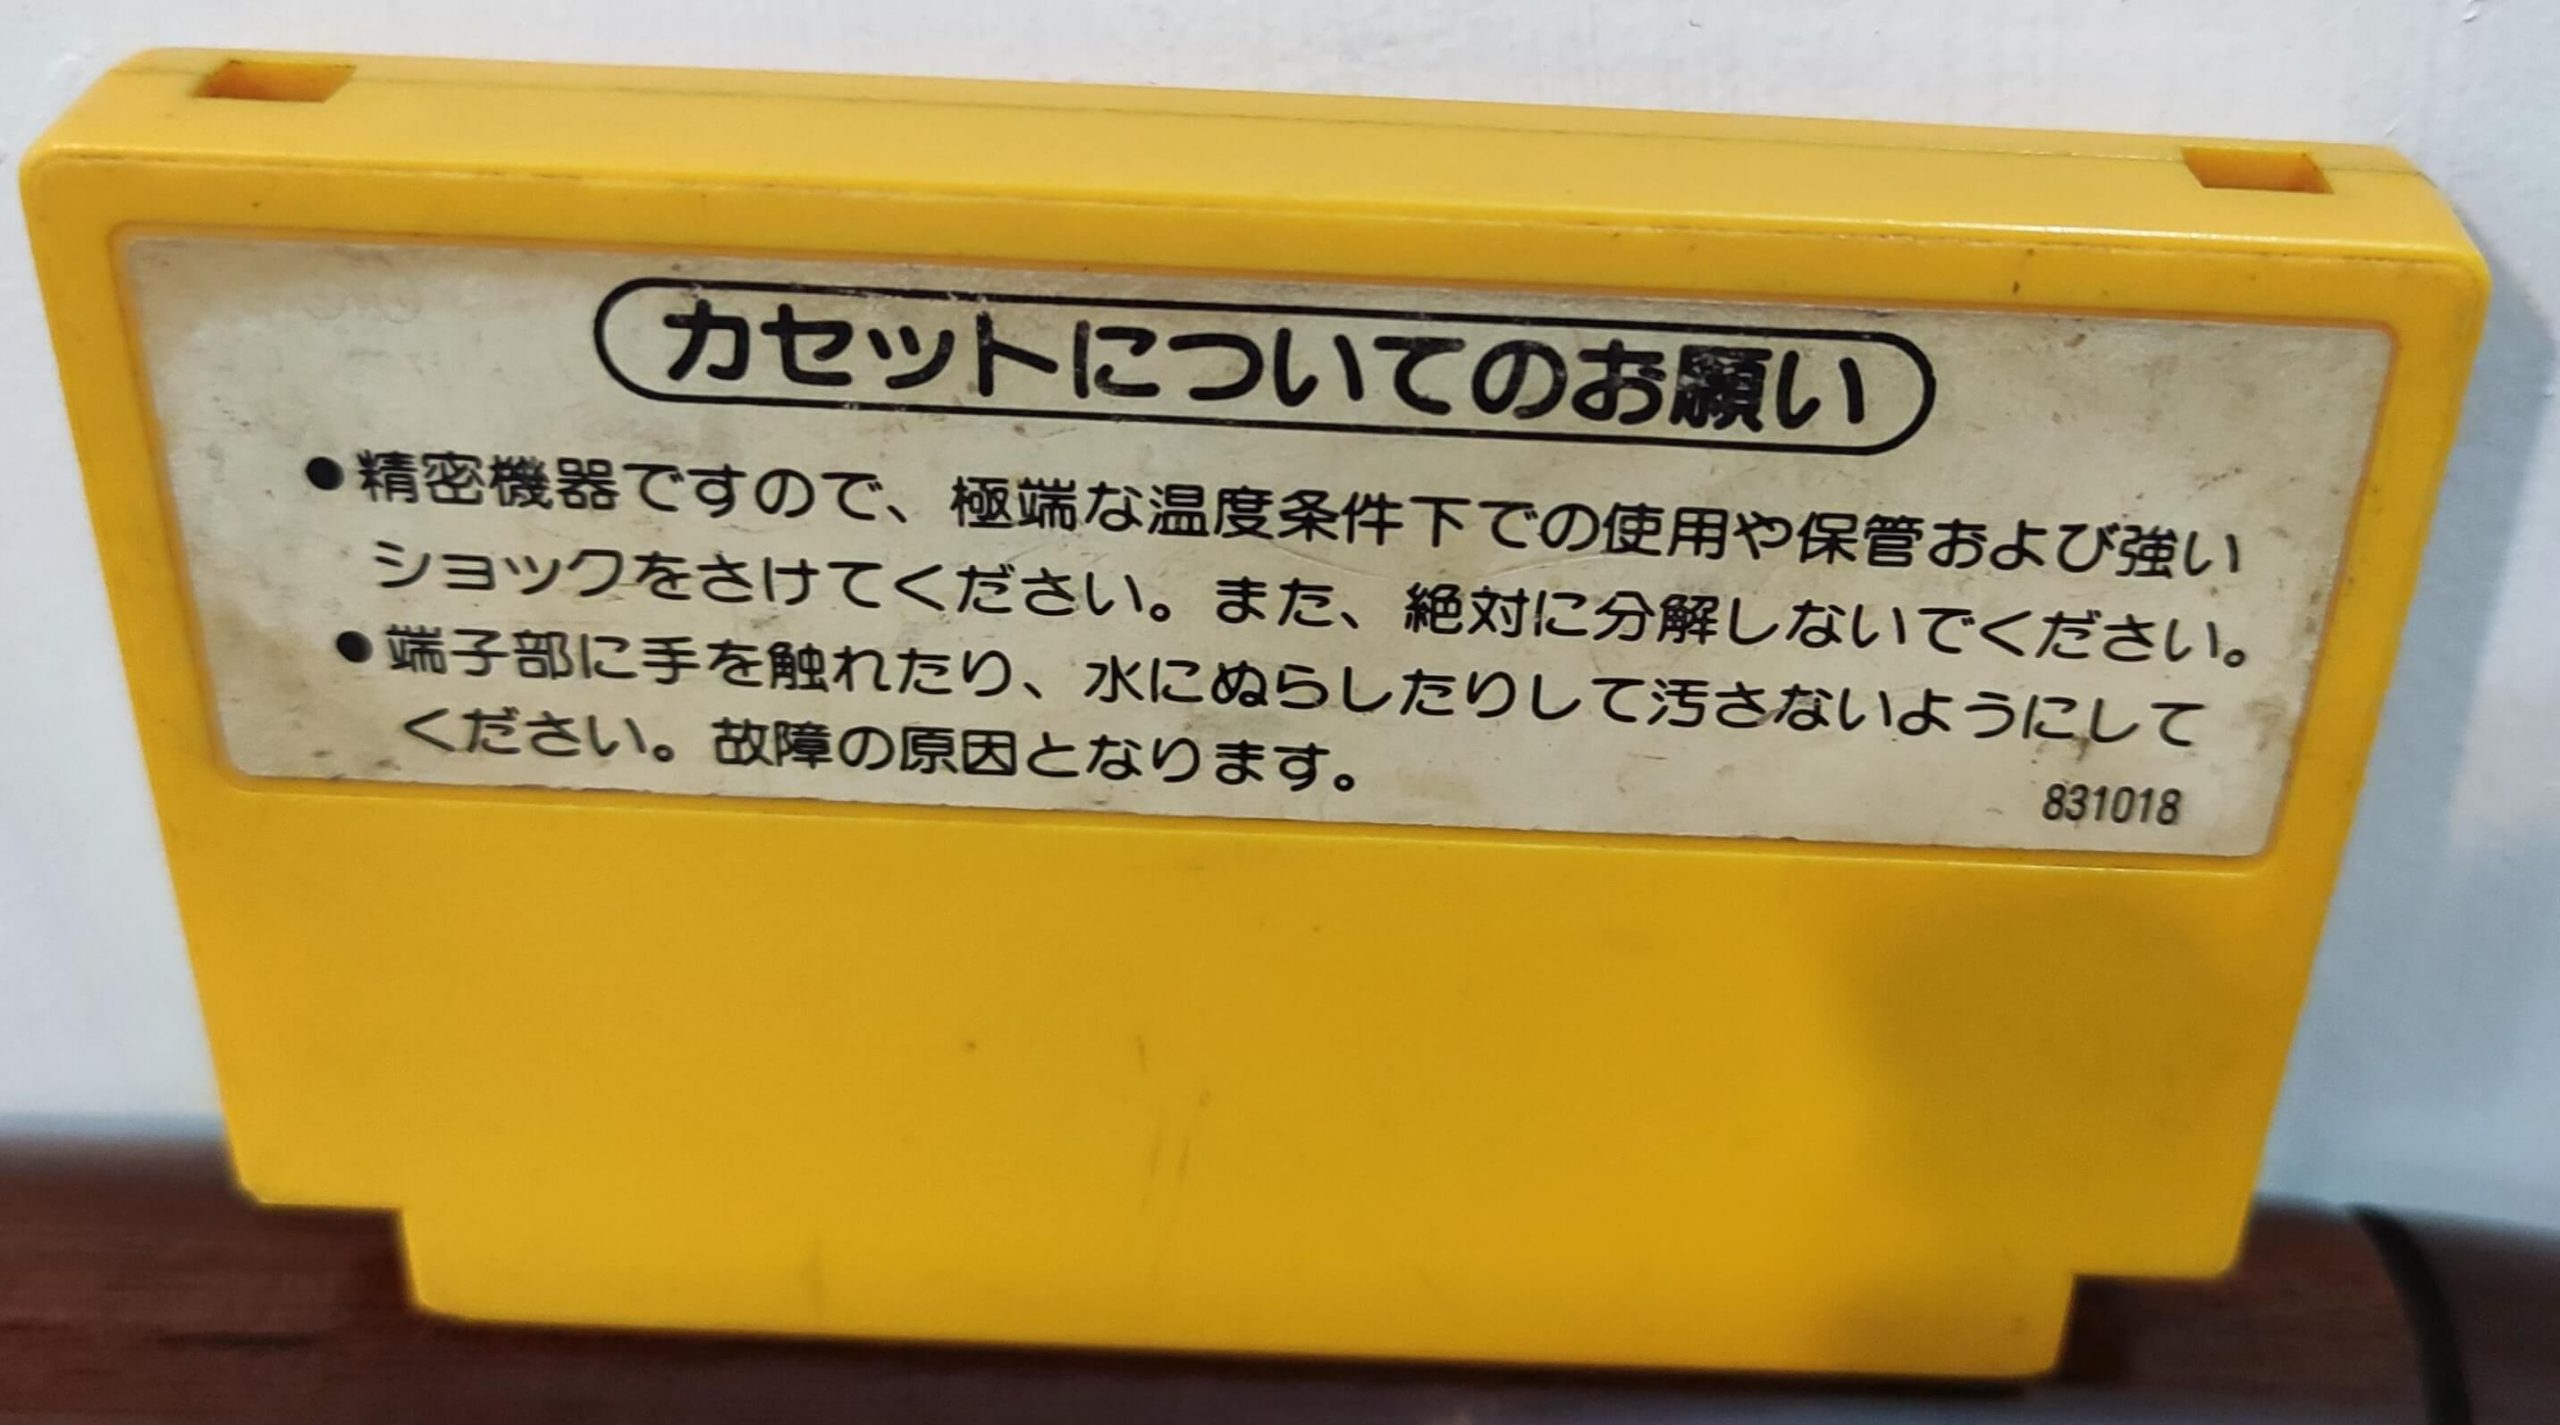 カセットについてのお願い
●精密機器ですので、極端な温度条件下での使用や保管および強い
ショックをさけてください。また、絶対に分解しないでください。
●端子部に手を触れたり、水にぬらしたりして汚さないようにして
ください。故障の原因となります。
831018